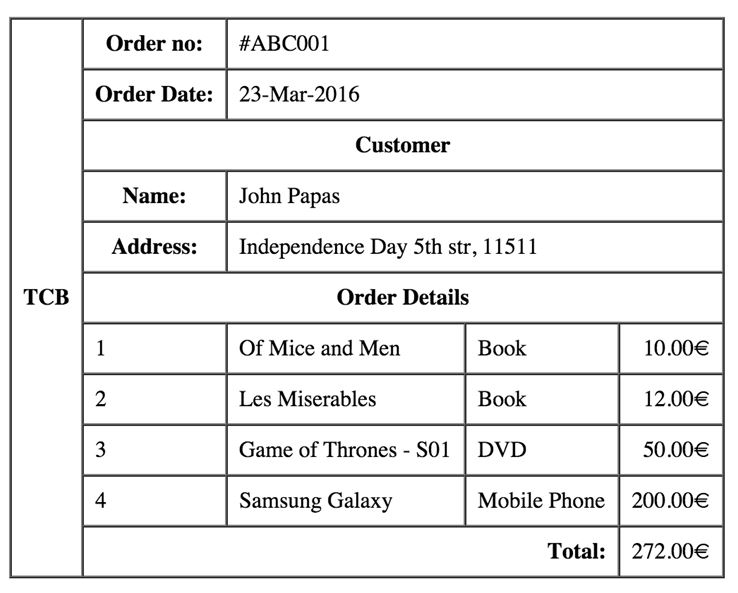 TCB
Order no: #ABC001
Order Date: 23-Mar-2016
Customer
Name: John Papas
Address: Independence Day 5th str, 11511
Order Details
1 Of Mice and Men Book 10.00€
2 Les Miserables Book 12.00€
3 Game of Thrones - S01 DVD 50.00€
4 Samsung Galaxy Mobile Phone 200.00€
Total: 272.00€